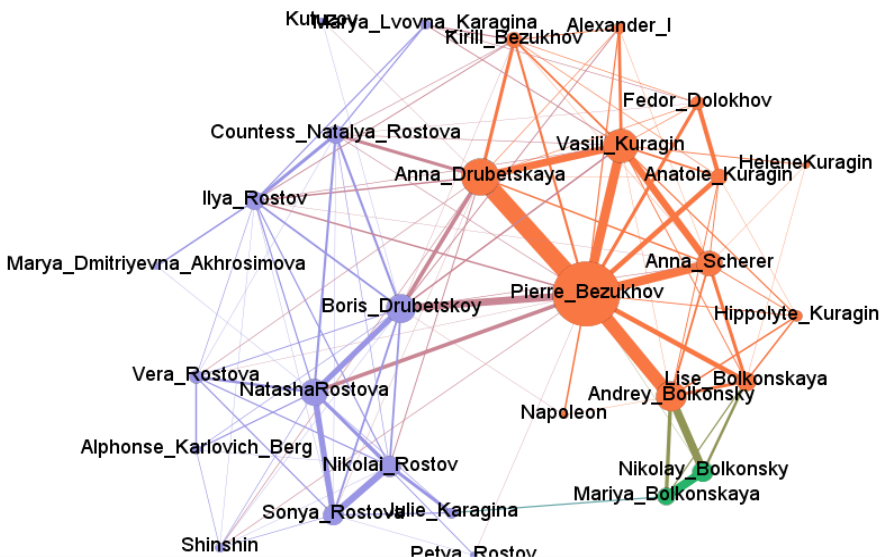 Kutuzov
Marya_Lvovna_Karagina
Kirill_Bezukhov
Alexander_I
Fedor_Dolokhov
Countess_Natalya_Rostova
Vasili_Kuragin
Anna_Drubetskaya
HeleneKuragin
Anatole_Kuragin
Ilya_Rostov
Marya_Dmitriyevna_Akhrosimova
Anna_Scherer
Pierre_Bezukhov
Boris_Drubetskoy
Hippolyte_Kuragin
Vera_Rostova
NatashaRostova
Lise_Bolkonskaya
Andrey_Bolkonsky
Napoleon
Alphonse_Karlovich_Berg
Nikolai_Rostov
Nikolay_Bolkonsky
Mariya_Bolkonskaya
Sonya_Rostova
Julie_Karagina
Shinshin
Petya_Rostov